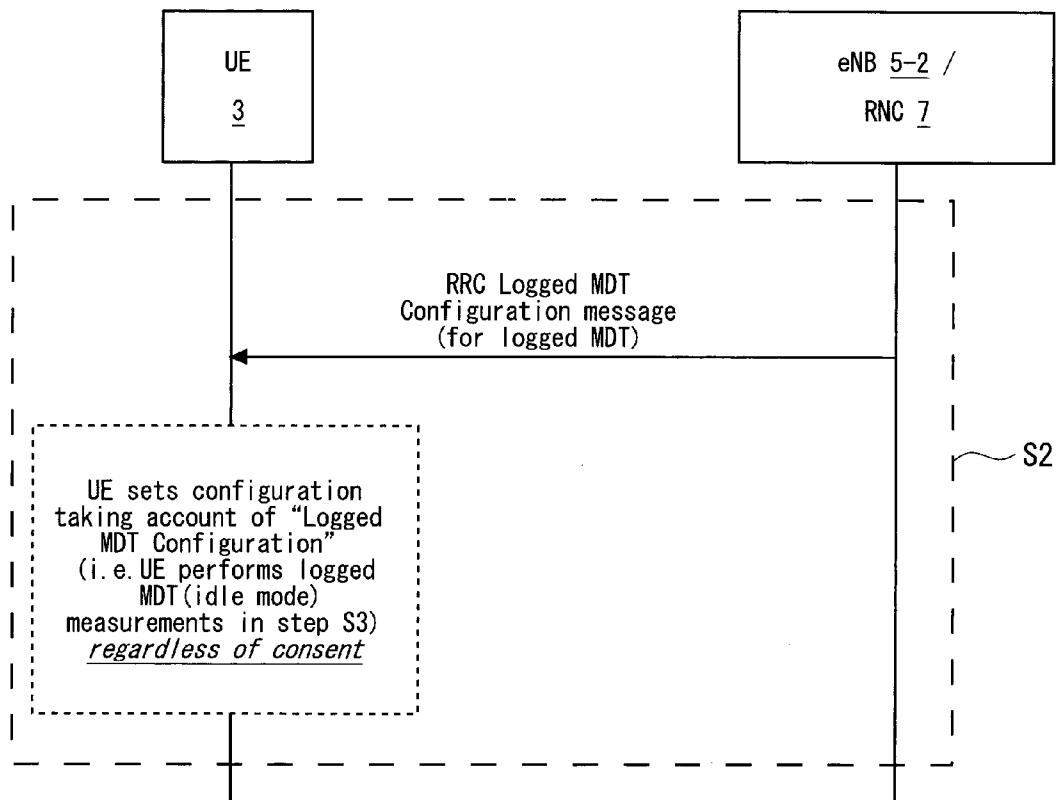 UE
3
eNB 5-2 /
RNC 7
RRC Logged MDT
Configuration message
(for logged MDT)
S2
UE sets configuration
taking account of “Logged
MDT Configuration”
(i.e.UE performs logged
MDT(idle mode)
measurements in step S3)
regardless of consent